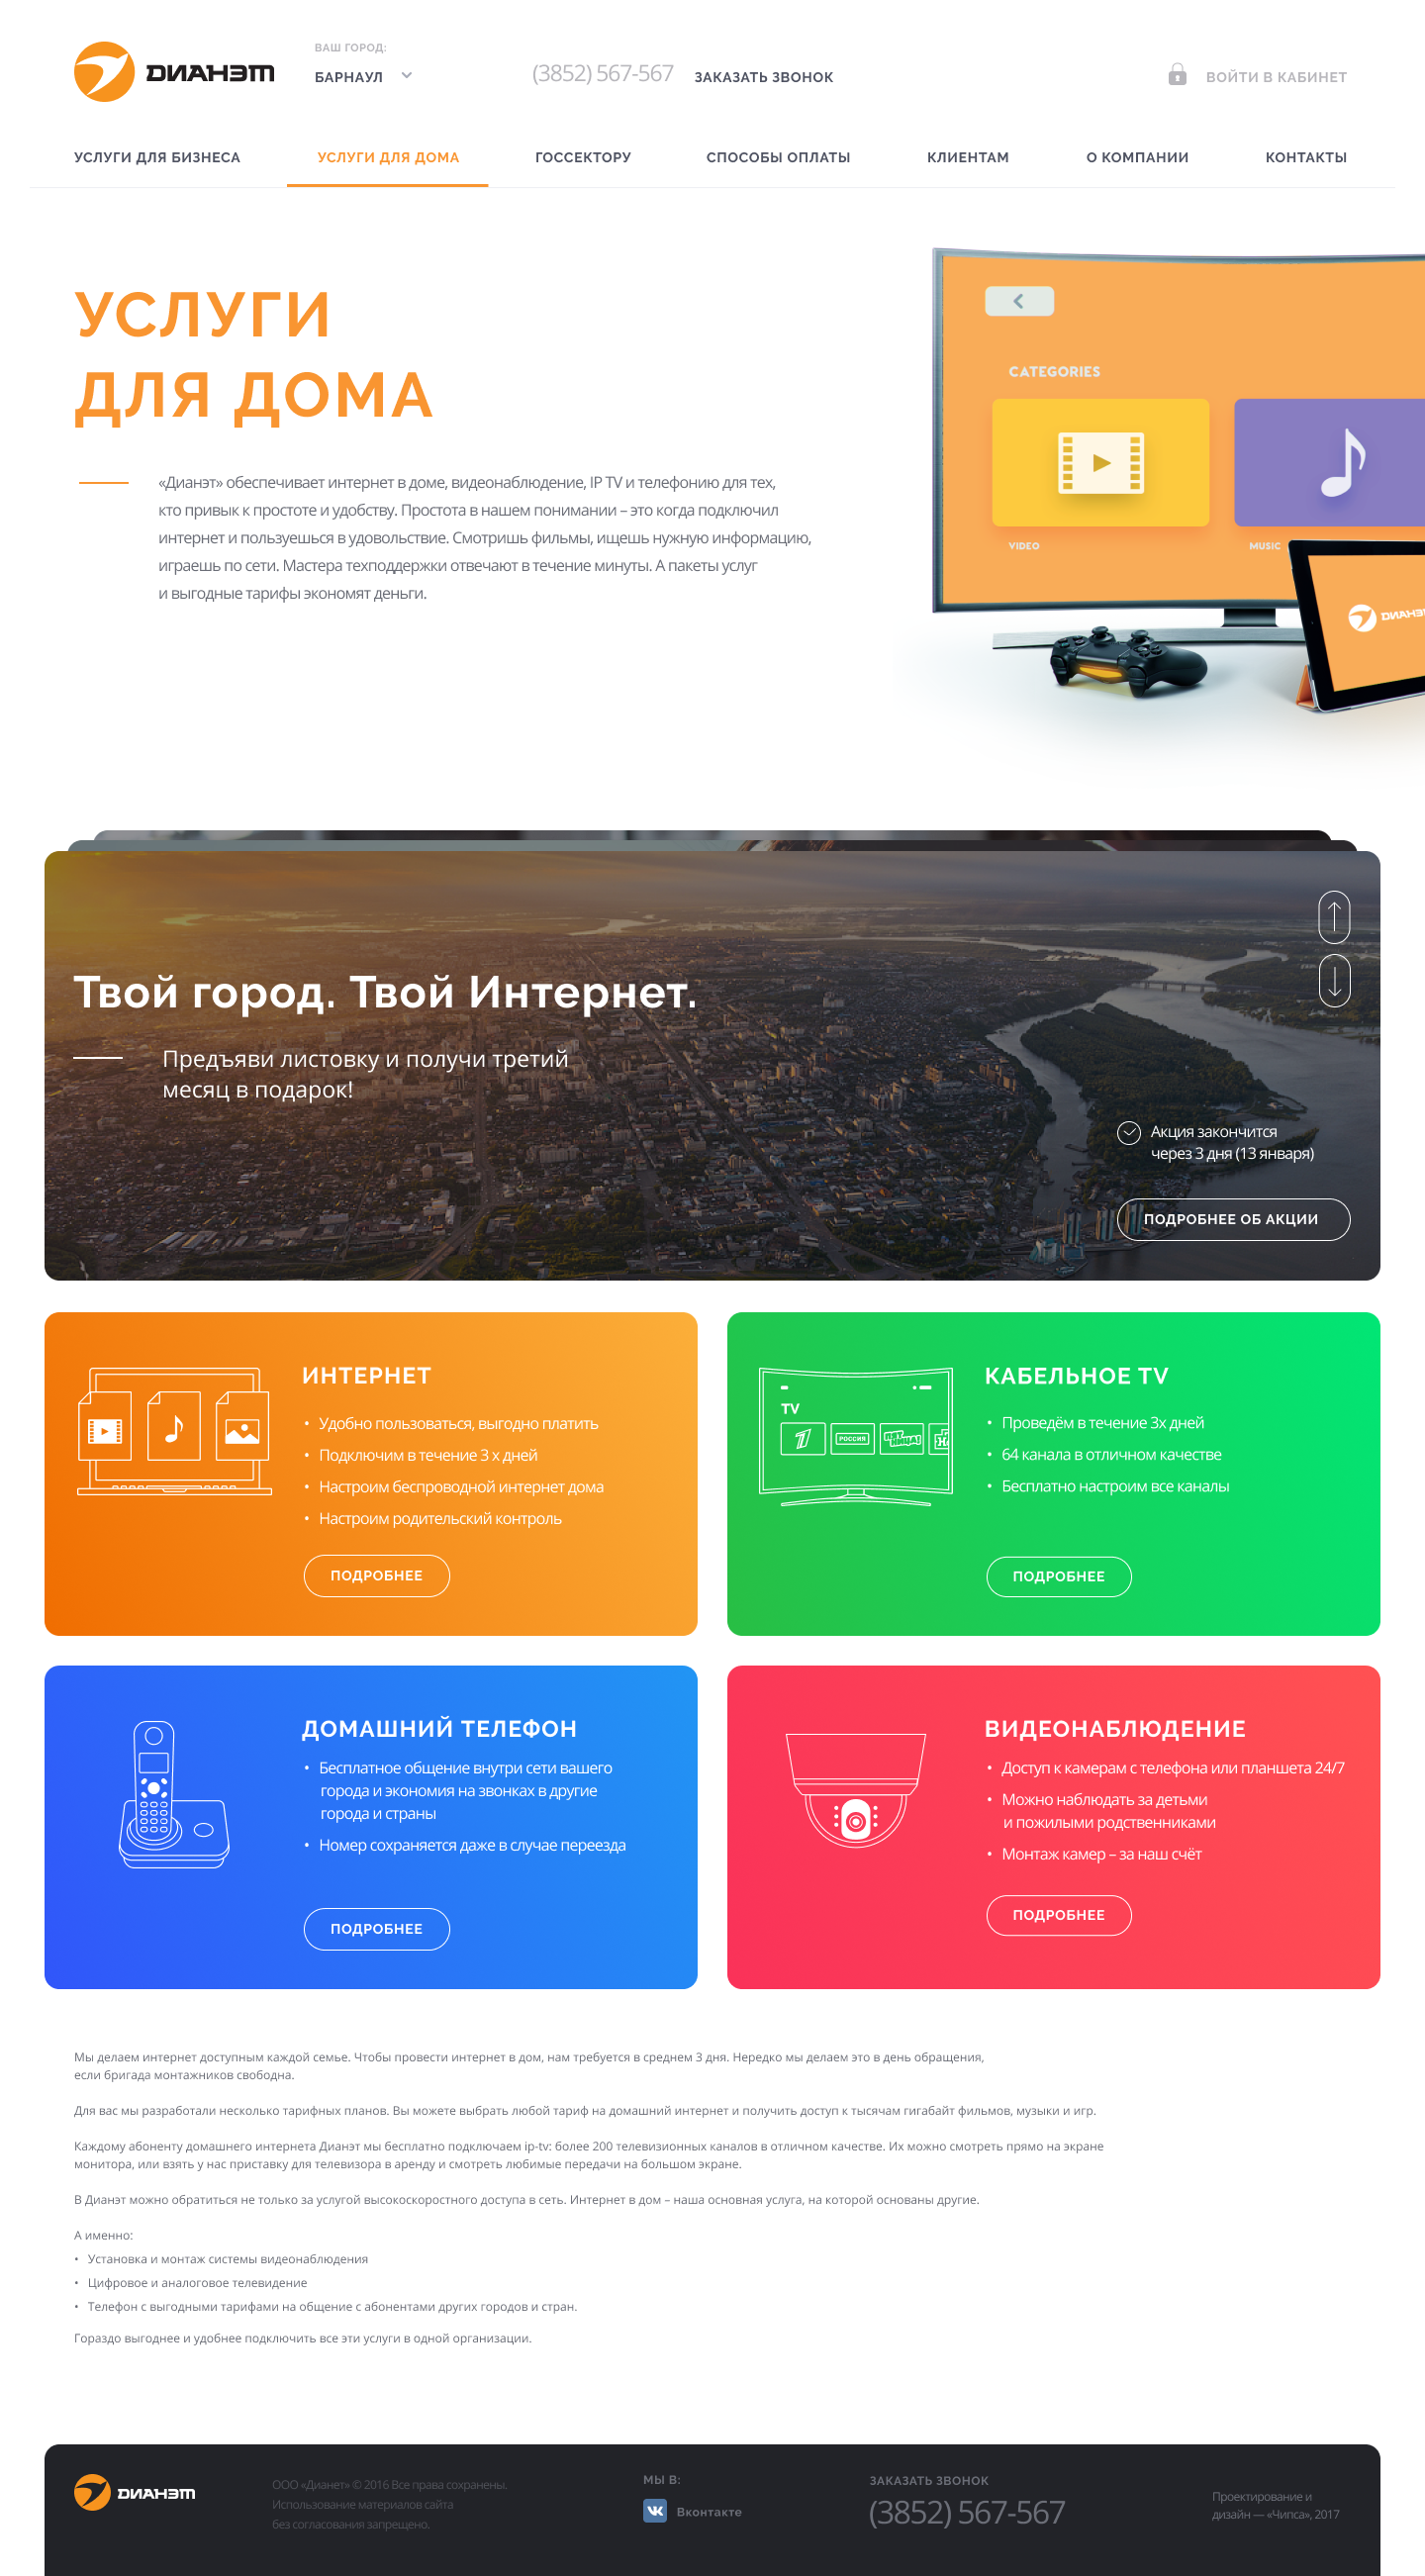 ДИАНЭТ
ВАШ ГОРОД:
БАРНАУЛ
(3852) 567-567
ЗАКАЗАТЬ ЗВОНОК
ВОЙТИ В КАБИНЕТ
УСЛУГИ ДЛЯ БИЗНЕСА
УСЛУГИ ДЛЯ ДОМА
ГОССЕКТОРУ
СПОСОБЫ ОПЛАТЫ
КЛИЕНТАМ
О КОМПАНИИ
КОНТАКТЫ
УСЛУГИ
ДЛЯ ДОМА
«Дианэт» обеспечивает интернет в доме, видеонаблюдение, IP TV и телефонию для тех,
кто привык к простоте и удобству. Простота в нашем понимании – это когда подключил
интернет и пользуешься в удовольствие. Смотришь фильмы, ищешь нужную информацию,
играешь по сети. Мастера техподдержки отвечают в течение минуты. А пакеты услуг
и выгодные тарифы экономят деньги.
CATEGORIES
VIDEO
MUSIC
Твой город. Твой Интернет.
Предъяви листовку и получи третий
месяц в подарок!
Акция закончится
через 3 дня (13 января)
ПОДРОБНЕЕ ОБ АКЦИИ
ИНТЕРНЕТ
• Удобно пользоваться, выгодно платить
• Подключим в течение 3 х дней
• Настроим беспроводной интернет дома
• Настроим родительский контроль
ПОДРОБНЕЕ
TV
РОССИЯ
ПЯТНИЦА!
КАБЕЛЬНОЕ TV
• Проведём в течение 3х дней
• 64 канала в отличном качестве
• Бесплатно настроим все каналы
ПОДРОБНЕЕ
ДОМАШНИЙ ТЕЛЕФОН
• Бесплатное общение внутри сети вашего
города и экономия на звонках в другие
города и страны
• Номер сохраняется даже в случае переезда
ПОДРОБНЕЕ
ВИДЕОНАБЛЮДЕНИЕ
• Доступ к камерам с телефона или планшета 24/7
• Можно наблюдать за детьми
и пожилыми родственниками
• Монтаж камер – за наш счёт
ПОДРОБНЕЕ
Мы делаем интернет доступным каждой семье. Чтобы провести интернет в дом, нам требуется в среднем 3 дня. Нередко мы делаем это в день обращения,
если бригада монтажников свободна.
Для вас мы разработали несколько тарифных планов. Вы можете выбрать любой тариф на домашний интернет и получить доступ к тысячам гигабайт фильмов, музыки и игр.
Каждому абоненту домашнего интернета Дианэт мы бесплатно подключаем ip-tv: более 200 телевизионных каналов в отличном качестве. Их можно смотреть прямо на экране
монитора, или взять у нас приставку для телевизора в аренду и смотреть любимые передачи на большом экране.
В Дианэт можно обратиться не только за услугой высокоскоростного доступа в сеть. Интернет в дом – наша основная услуга, на которой основаны другие.
А именно:
• Установка и монтаж системы видеонаблюдения
• Цифровое и аналоговое телевидение
• Телефон с выгодными тарифами на общение с абонентами других городов и стран.
Гораздо выгоднее и удобнее подключить все эти услуги в одной организации.
ДИАНЭТ
ООО «Дианет» © 2016 Все права сохранены.
Использование материалов сайта
без согласования запрещено.
МЫ В:
Вконтакте
ЗАКАЗАТЬ ЗВОНОК
(3852) 567-567
Проектирование и
дизайн — «Чипса», 2017